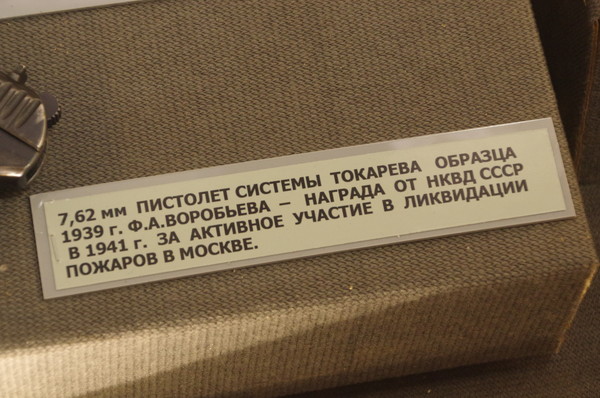 7,62 мм ПИСТОЛЕТ СИСТЕМЫ ТОКАРЕВА ОБРАЗЦА
1939 г. Ф.А.ВОРОБЬЕВА – НАГРАДА ОТ НКВД СССР
В 1941 г. ЗА АКТИВНОЕ УЧАСТИЕ В ЛИКВИДАЦИИ
ПОЖАРОВ В МОСКВЕ.